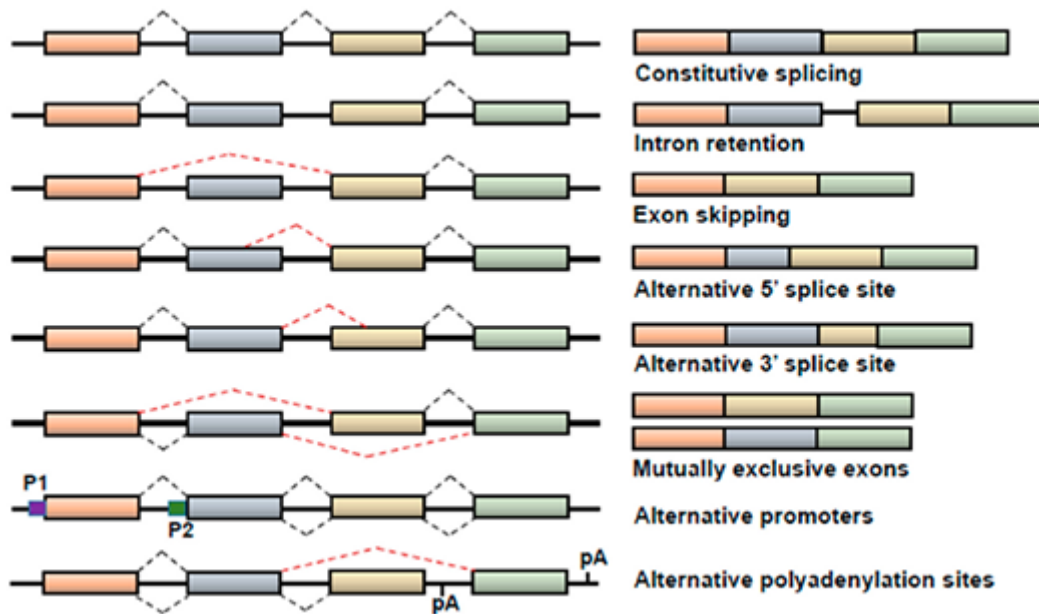 Constitutive splicing
Intron retention
Exon skipping
Alternative 5' splice site
Alternative 3' splice site
Mutually exclusive exons
P1
P2
Alternative promoters
pA
pA
Alternative polyadenylation sites